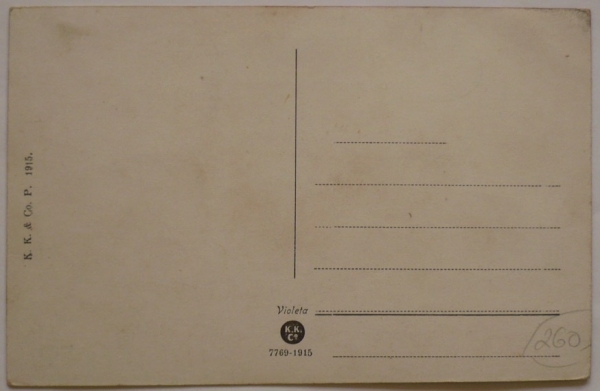 K. K. & Co. P. 1915.
Violeta
K.K.
Cº
7769-1915
260